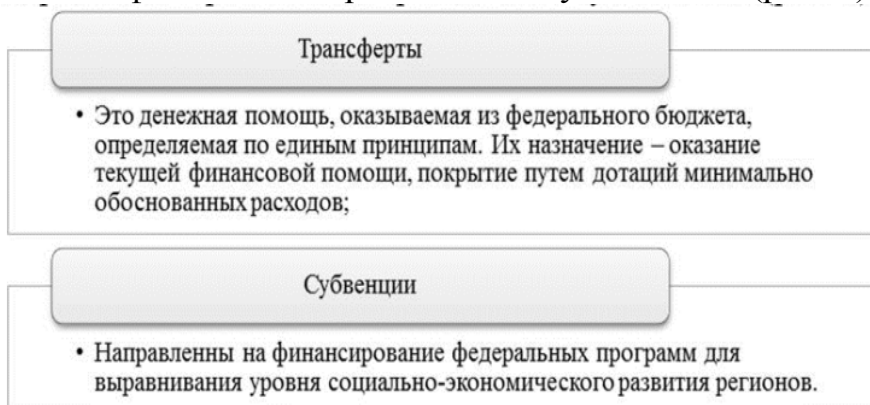 Трансферты
• Это денежная помощь, оказываемая из федерального бюджета,
определяемая по единым принципам. Их назначение – оказание
текущей финансовой помощи, покрытие путем дотаций минимально
обоснованных расходов;
Субвенции
• Направленны на финансирование федеральных программ для
выравнивания уровня социально-экономического развития регионов.